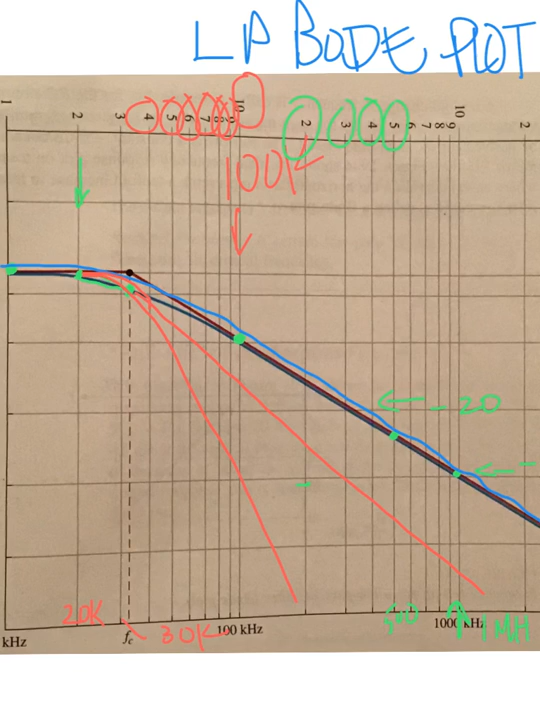 LP BODE PLOT
1 2 3 4 5 6 7 8 9 10 2 3 4 5 6 7 8 9 10 2
100K
-20
-
20K 30K 500 1 MH
kHz fc 100 kHz 1000 kHz